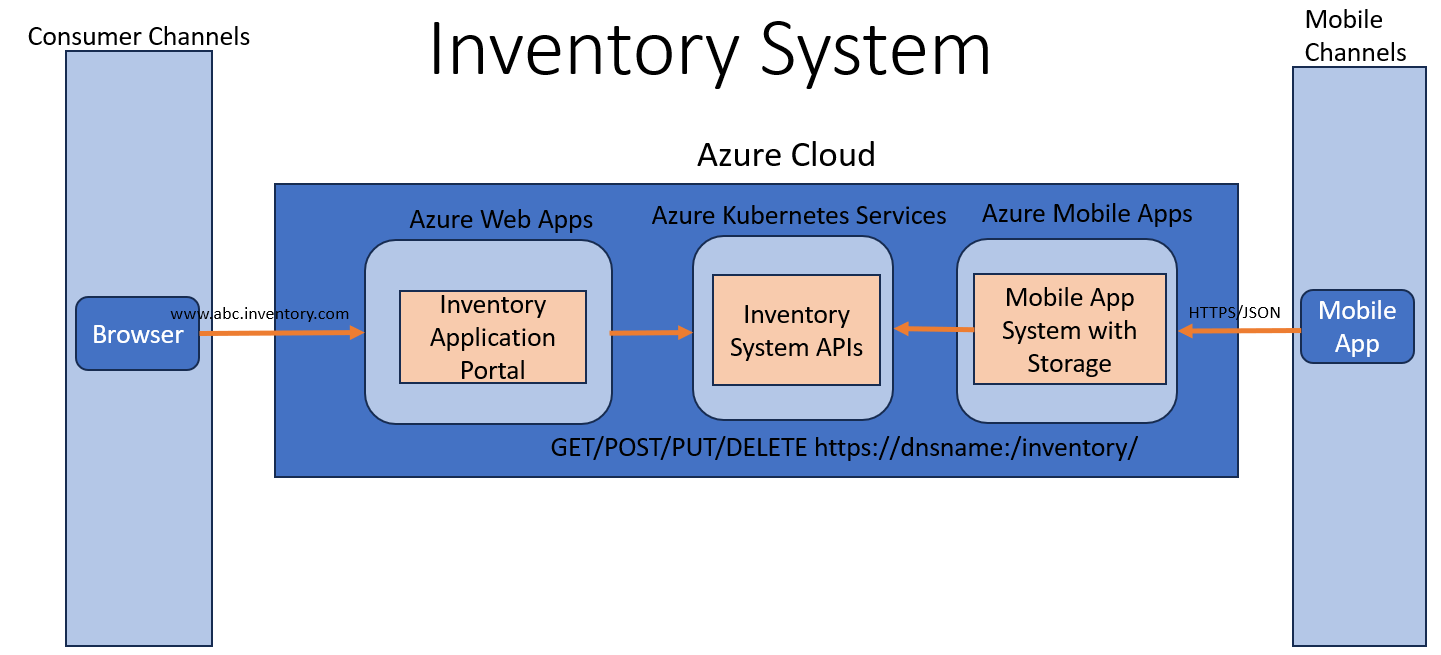 Inventory System
Consumer Channels
Mobile
Channels
Azure Cloud
Azure Web Apps
Azure Kubernetes Services
Azure Mobile Apps
Browser
www.abc.inventory.com
Inventory
Application
Portal
Inventory
System APIs
Mobile App
System with
Storage
HTTPS/JSON
Mobile
App
GET/POST/PUT/DELETE https://dnsname:/inventory/